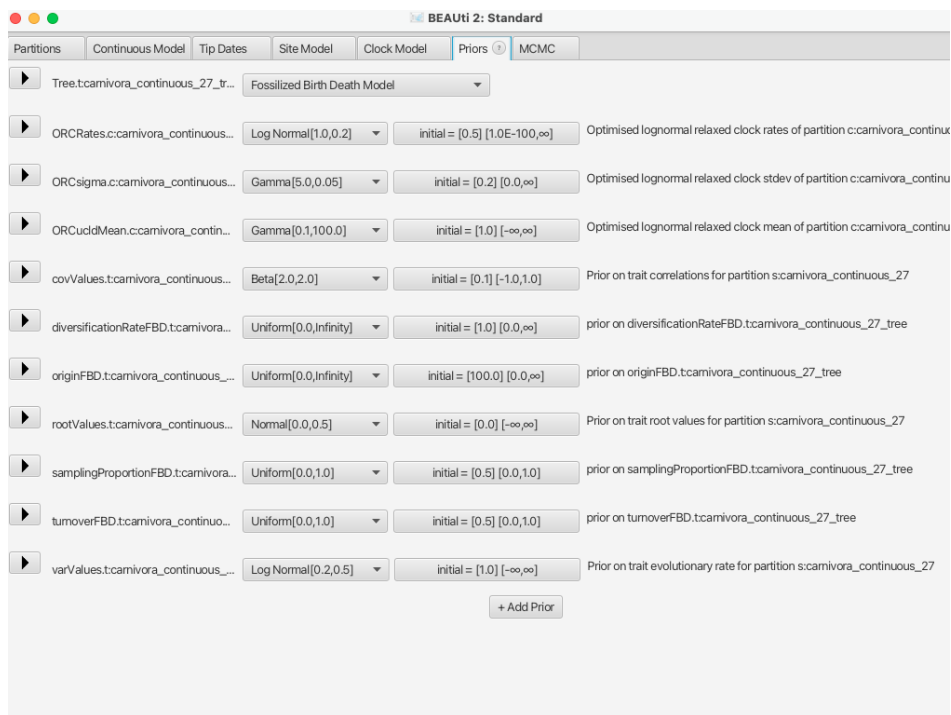 BEAUti 2: Standard
Partitions Continuous Model Tip Dates Site Model Clock Model Priors ? MCMC
Tree.t:carnivora_continuous_27_tr... Fossilized Birth Death Model
ORCRates.c:carnivora_continuous... Log Normal[1.0,0.2] initial = [0.5] [1.0E-100,∞] Optimised lognormal relaxed clock rates of partition c:carnivora_continuo
ORCsigma.c:carnivora_continuous... Gamma[5.0,0.05] initial = [0.2] [0.0,∞] Optimised lognormal relaxed clock stdev of partition c:carnivora_continu
ORCucldMean.c:carnivora_contin... Gamma[0.1,100.0] initial = [1.0] [-∞,∞] Optimised lognormal relaxed clock mean of partition c:carnivora_continu
covValues.t:carnivora_continuous... Beta[2.0,2.0] initial = [0.1] [-1.0,1.0] Prior on trait correlations for partition s:carnivora_continuous_27
diversificationRateFBD.t:carnivora... Uniform[0.0,Infinity] initial = [1.0] [0.0,∞] prior on diversificationRateFBD.t:carnivora_continuous_27_tree
originFBD.t:carnivora_continuous_... Uniform[0.0,Infinity] initial = [100.0] [0.0,∞] prior on originFBD.t:carnivora_continuous_27_tree
rootValues.t:carnivora_continuous... Normal[0.0,0.5] initial = [0.0] [-∞,∞] Prior on trait root values for partition s:carnivora_continuous_27
samplingProportionFBD.t:carnivora... Uniform[0.0,1.0] initial = [0.5] [0.0,1.0] prior on samplingProportionFBD.t:carnivora_continuous_27_tree
turnoverFBD.t:carnivora_continuo... Uniform[0.0,1.0] initial = [0.5] [0.0,1.0] prior on turnoverFBD.t:carnivora_continuous_27_tree
varValues.t:carnivora_continuous_... Log Normal[0.2,0.5] initial = [1.0] [-∞,∞] Prior on trait evolutionary rate for partition s:carnivora_continuous_27
+ Add Prior